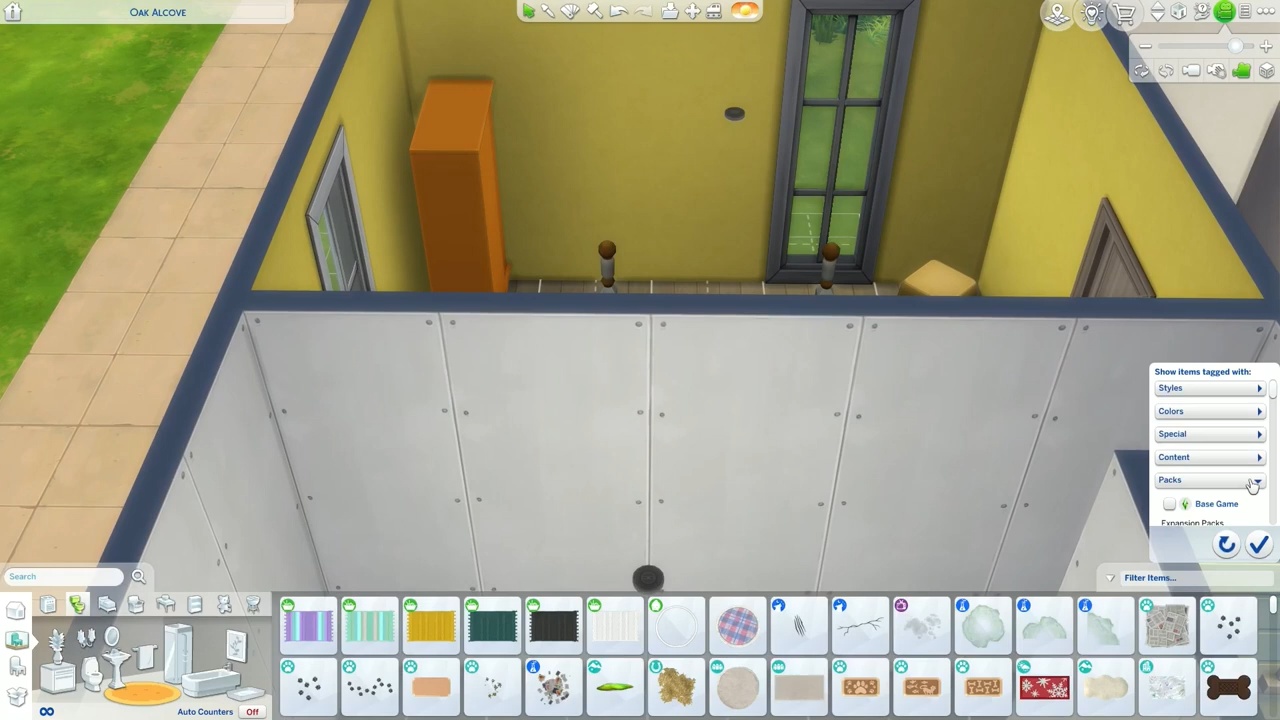 OAK ALCOVE
Show items tagged with:
Styles
Colors
Special
Content
Packs
Base Game
Expansion Packs
Search
Filter Items...
Auto Counters
Off